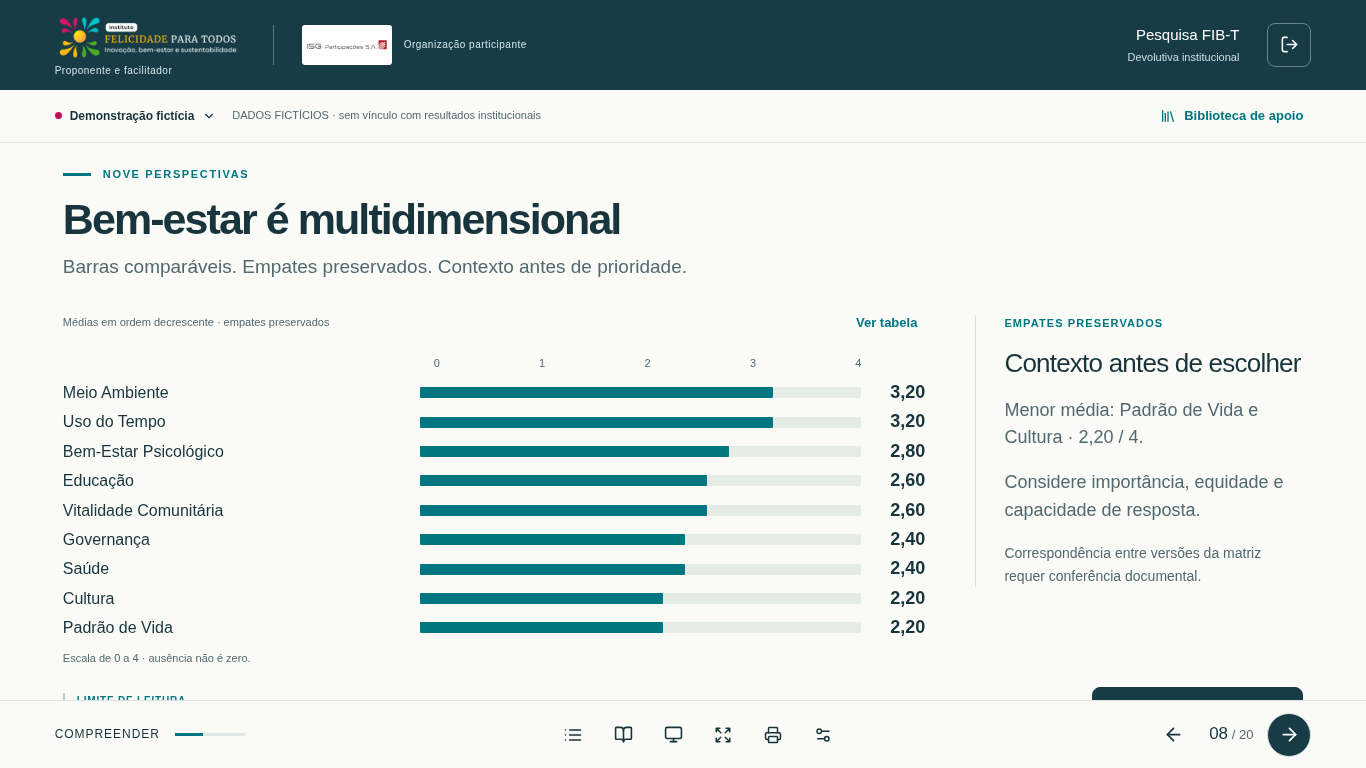 Instituto
FELICIDADE PARA TODOS
Inovação, bem-estar e sustentabilidade
Proponente e facilitador
ISG Participações S.A.
Organização participante
Pesquisa FIB-T
Devolutiva institucional
Demonstração fictícia
DADOS FICTÍCIOS · sem vínculo com resultados institucionais
Biblioteca de apoio
NOVE PERSPECTIVAS
Bem-estar é multidimensional
Barras comparáveis. Empates preservados. Contexto antes de prioridade.
Médias em ordem decrescente · empates preservados
Ver tabela
0 1 2 3 4
Meio Ambiente 3,20
Uso do Tempo 3,20
Bem-Estar Psicológico 2,80
Educação 2,60
Vitalidade Comunitária 2,60
Governança 2,40
Saúde 2,40
Cultura 2,20
Padrão de Vida 2,20
Escala de 0 a 4 · ausência não é zero.
EMPATES PRESERVADOS
Contexto antes de escolher
Menor média: Padrão de Vida e
Cultura · 2,20 / 4.
Considere importância, equidade e
capacidade de resposta.
Correspondência entre versões da matriz
requer conferência documental.
LIMITE DE LEITURA
COMPREENDER
08 / 20